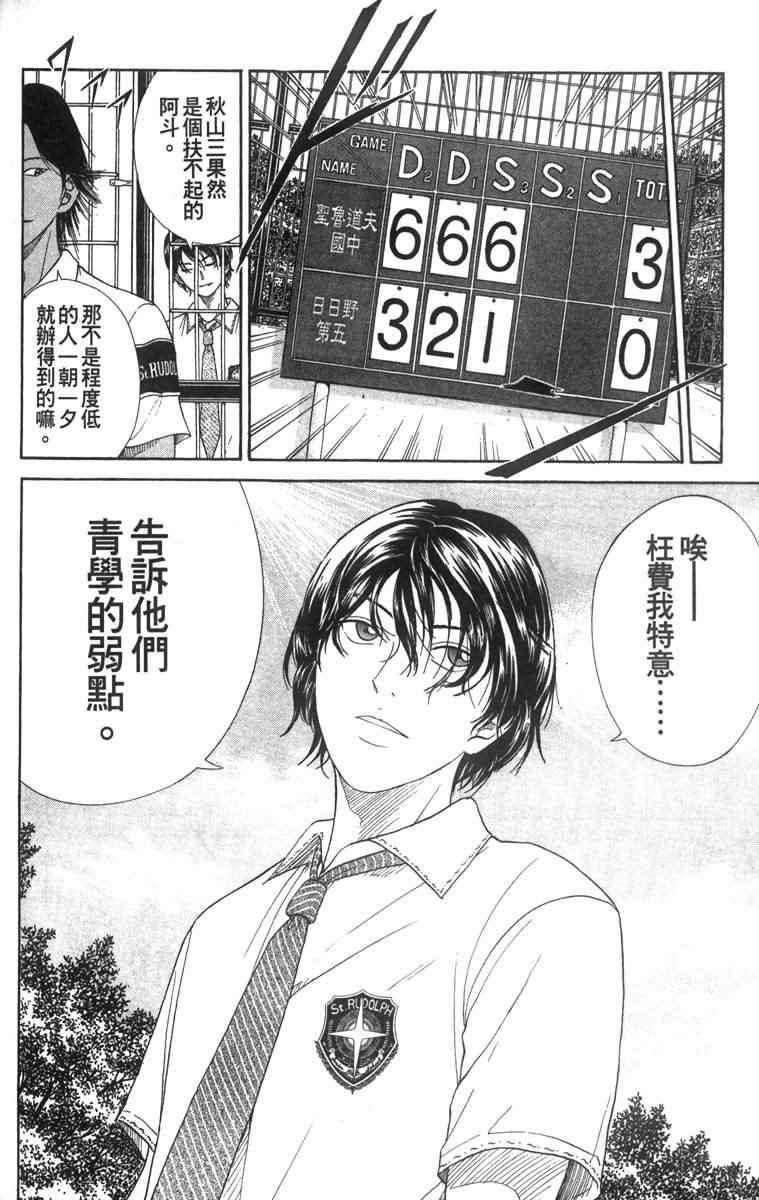 GAME
NAME
D2 D1 S3 S2 S1 TOT
聖魯道夫
國中
6 6 6 3
日日野
第五
3 2 1 0
秋山三果然
是個扶不起的
阿斗。
那不是程度低
的人一朝一夕
就辦得到的嘛。
St.RUDOL
唉——
枉費我特意……
告訴他們
青學的弱點。
St.RUDOLPH